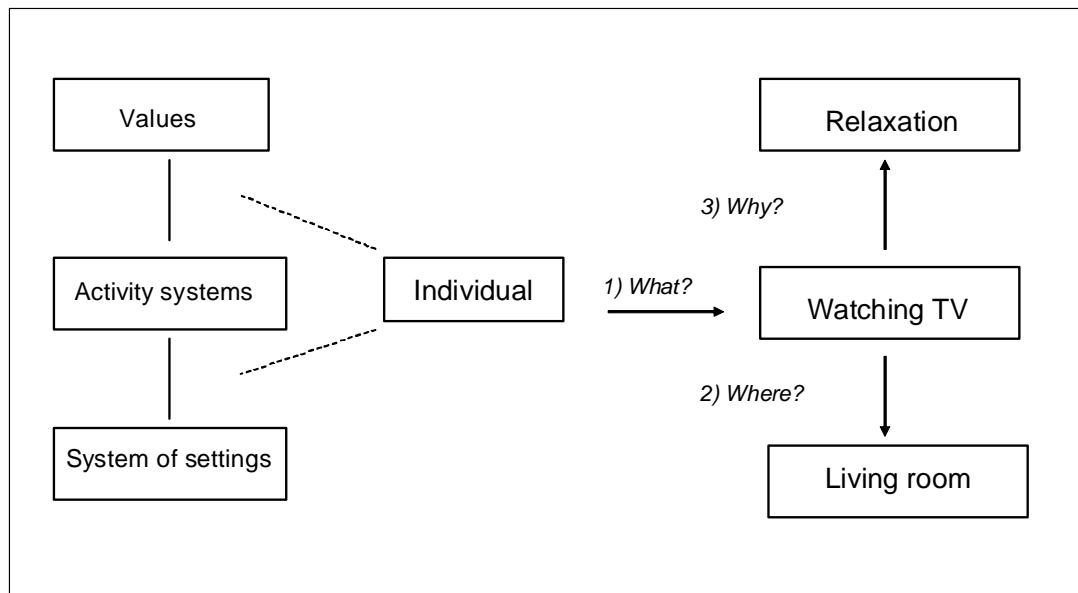 Values
Relaxation
3) Why?
Activity systems
Individual
1) What?
Watching TV
2) Where?
System of settings
Living room